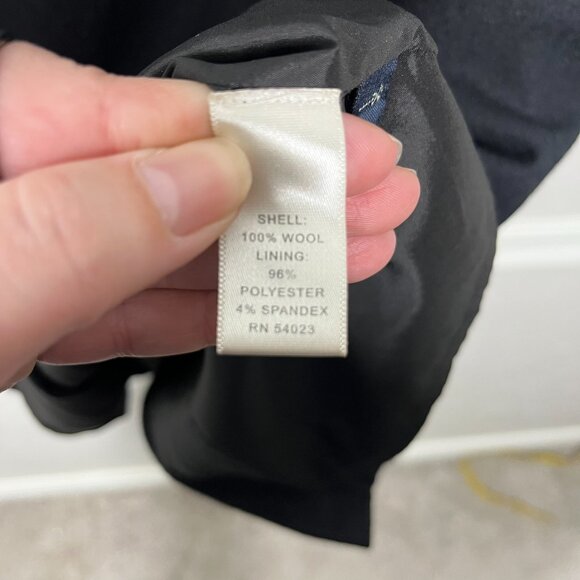 SHELL:
100% WOOL
LINING:
96%
POLYESTER
4% SPANDEX
RN 54023